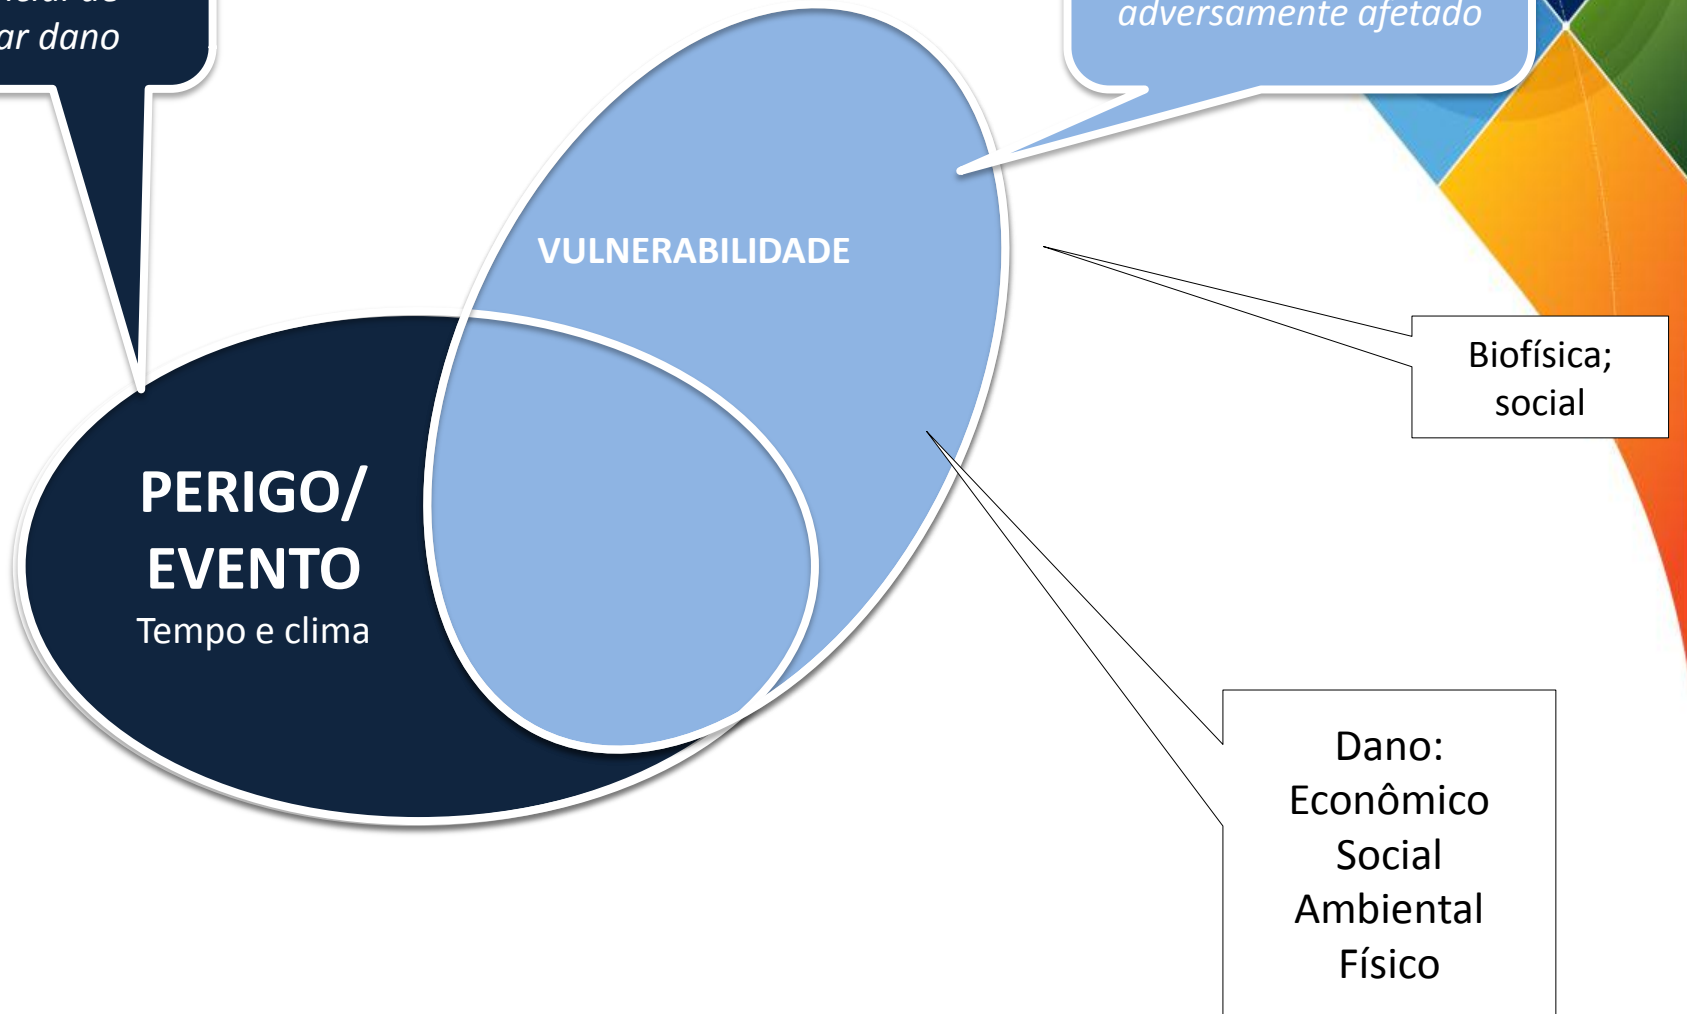 ar dano
adversamente afetado
VULNERABILIDADE
Biofísica;
social
PERIGO/
EVENTO
Tempo e clima
Dano:
Econômico
Social
Ambiental
Físico